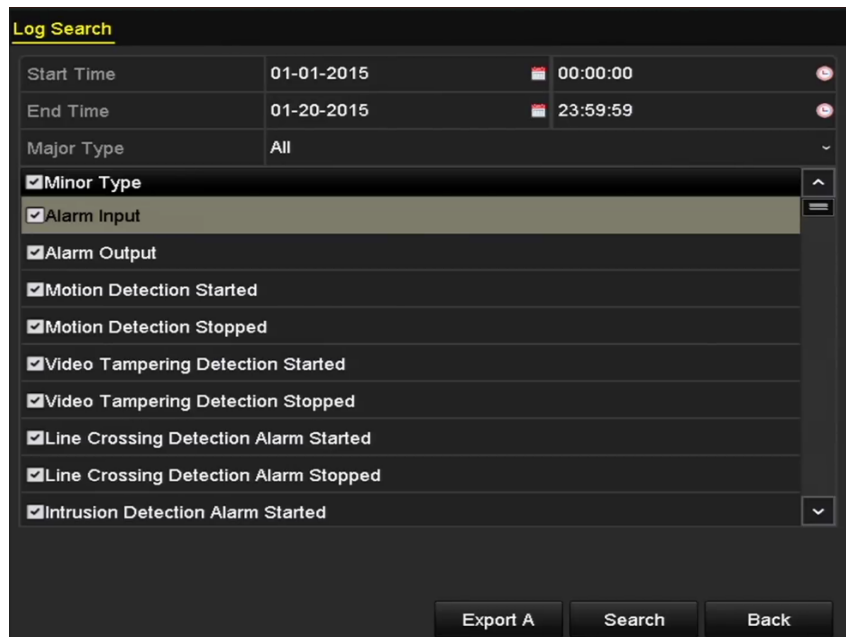 Log Search
Start Time 01-01-2015 00:00:00
End Time 01-20-2015 23:59:59
Major Type All
Minor Type
Alarm Input
Alarm Output
Motion Detection Started
Motion Detection Stopped
Video Tampering Detection Started
Video Tampering Detection Stopped
Line Crossing Detection Alarm Started
Line Crossing Detection Alarm Stopped
Intrusion Detection Alarm Started
Export A Search Back